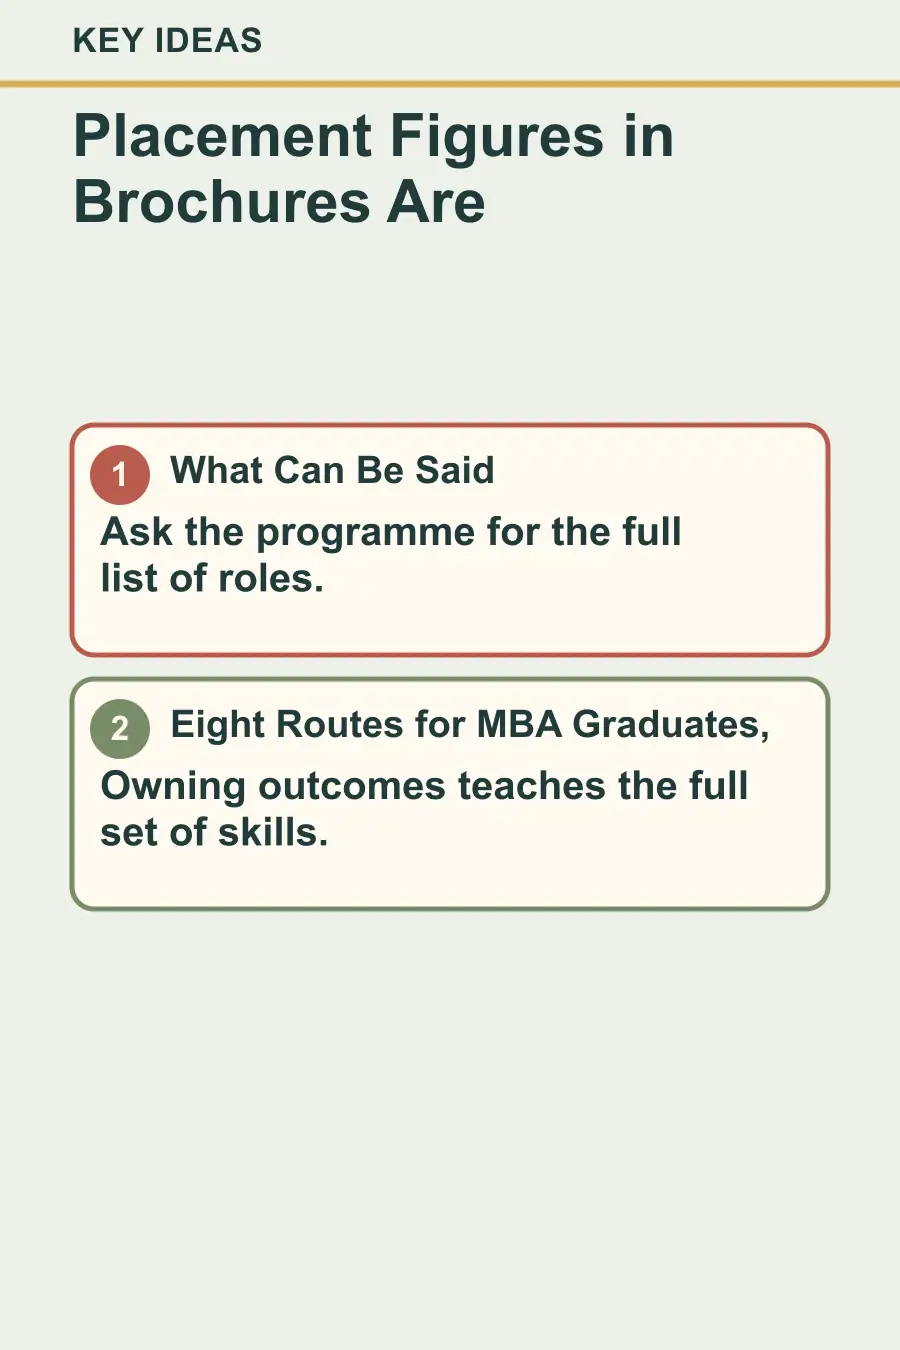 KEY IDEAS
Placement Figures in
Brochures Are
1 What Can Be Said
Ask the programme for the full
list of roles.
2 Eight Routes for MBA Graduates,
Owning outcomes teaches the full
set of skills.